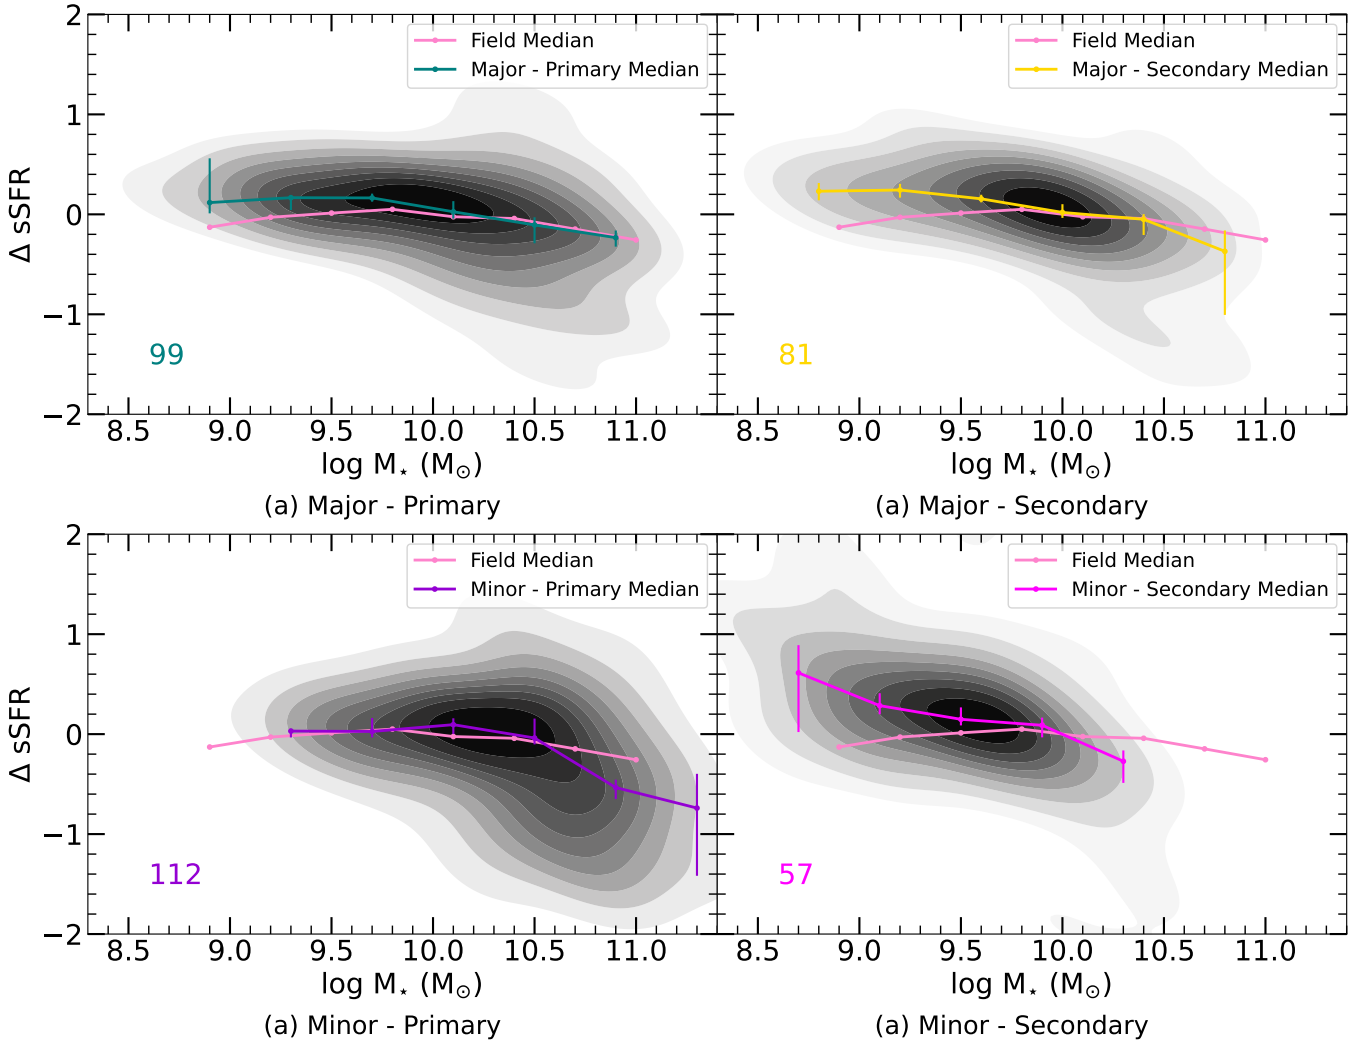 Field Median
Major - Primary Median
2
1
0
−1
−2
Δ sSFR
99
8.5 9.0 9.5 10.0 10.5 11.0
log M⋆ (M⊙)
(a) Major - Primary
Field Median
Major - Secondary Median
81
8.5 9.0 9.5 10.0 10.5 11.0
log M⋆ (M⊙)
(a) Major - Secondary
Field Median
Minor - Primary Median
2
1
0
−1
−2
Δ sSFR
112
8.5 9.0 9.5 10.0 10.5 11.0
log M⋆ (M⊙)
(a) Minor - Primary
Field Median
Minor - Secondary Median
57
8.5 9.0 9.5 10.0 10.5 11.0
log M⋆ (M⊙)
(a) Minor - Secondary